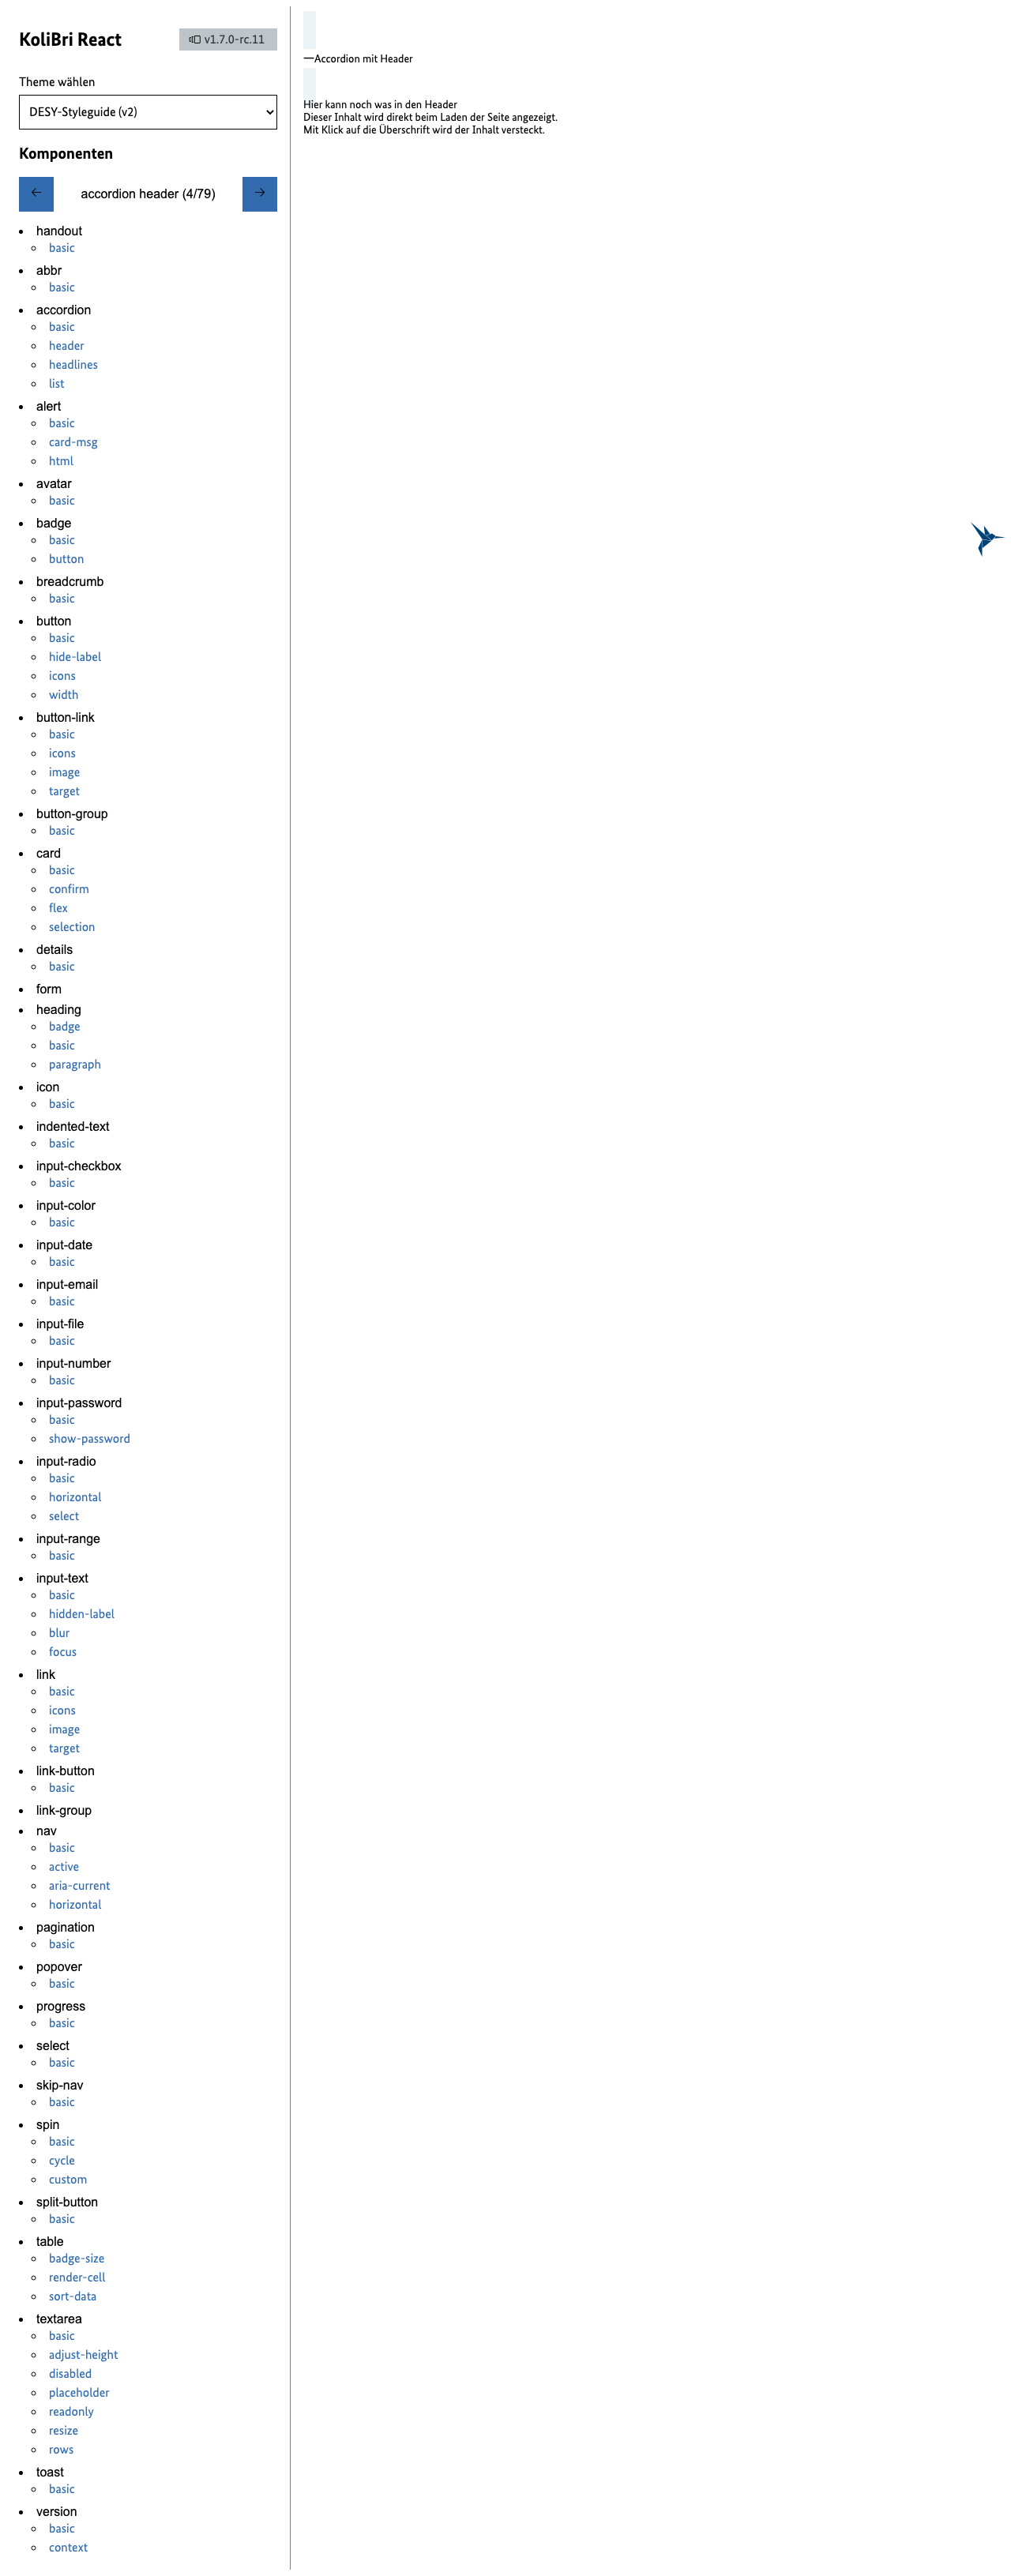 KoliBri React
v1.7.0-rc.11
Theme wählen
DESY-Styleguide (v2)
Komponenten
← accordion header (4/79) →
handout
basic
abbr
basic
accordion
basic
header
headlines
list
alert
basic
card-msg
html
avatar
basic
badge
basic
button
breadcrumb
basic
button
basic
hide-label
icons
width
button-link
basic
icons
image
target
button-group
basic
card
basic
confirm
flex
selection
details
basic
form
heading
badge
basic
paragraph
icon
basic
indented-text
basic
input-checkbox
basic
input-color
basic
input-date
basic
input-email
basic
input-file
basic
input-number
basic
input-password
basic
show-password
input-radio
basic
horizontal
select
input-range
basic
input-text
basic
hidden-label
blur
focus
link
basic
icons
image
target
link-button
basic
link-group
nav
basic
active
aria-current
horizontal
pagination
basic
popover
basic
progress
basic
select
basic
skip-nav
basic
spin
basic
cycle
custom
split-button
basic
table
badge-size
render-cell
sort-data
textarea
basic
adjust-height
disabled
placeholder
readonly
resize
rows
toast
basic
version
basic
context
Accordion mit Header
Hier kann noch was in den Header
Dieser Inhalt wird direkt beim Laden der Seite angezeigt.
Mit Klick auf die Überschrift wird der Inhalt versteckt.